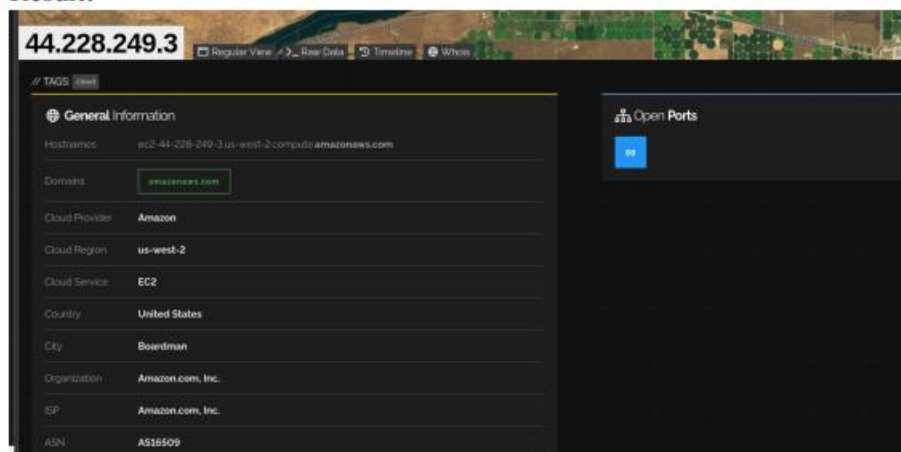 44.228.249.3
Regular View
>_ Raw Data
Timeline
Whois
// TAGS: cloud
General Information
Hostnames ec2-44-228-249-3.us-west-2.compute.amazonaws.com
Domains amazonaws.com
Cloud Provider Amazon
Cloud Region us-west-2
Cloud Service EC2
Country United States
City Boardman
Organization Amazon.com, Inc.
ISP Amazon.com, Inc.
ASN AS16509
Open Ports